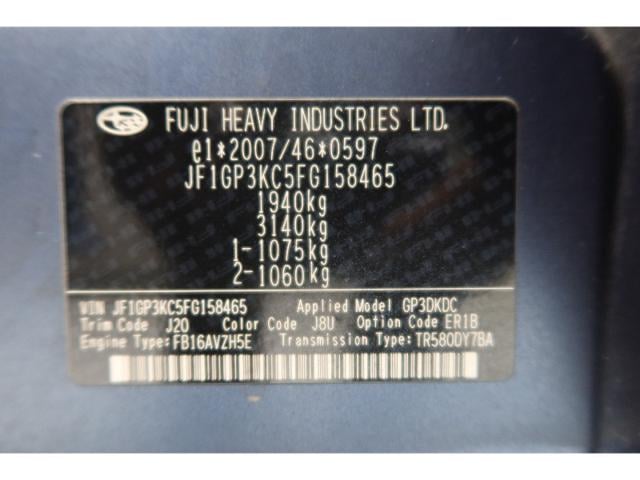 FUJI HEAVY INDUSTRIES LTD.
e1*2007/46*0597
JF1GP3KC5FG158465
1940kg
3140kg
1-1075kg
2-1060kg
VIN JF1GP3KC5FG158465 Applied Model GP3DKDC
Trim Code J20 Color Code J8U Option Code ER1B
Engine Type:FB16AVZH5E Transmission Type:TR580DY7BA